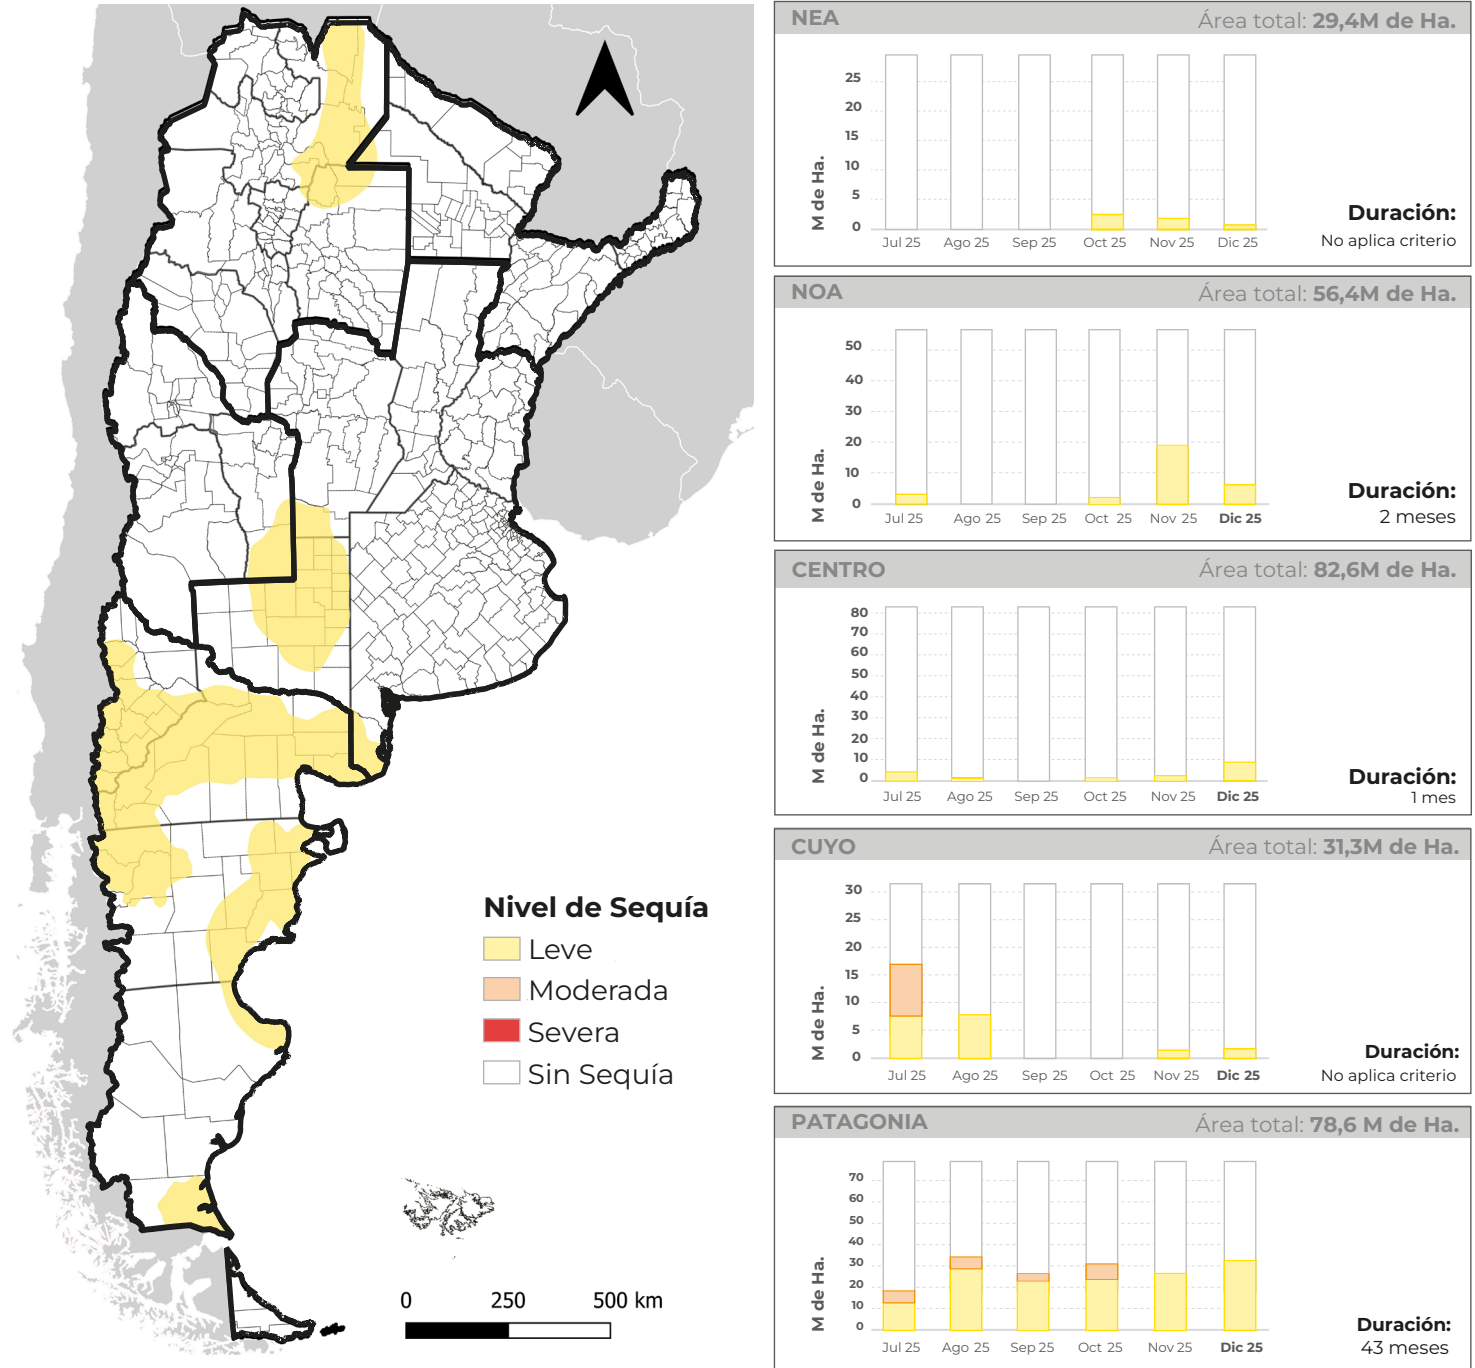 Nivel de Sequía
Leve
Moderada
Severa
Sin Sequía
0 250 500 km
NEA Área total: 29,4M de Ha.
M de Ha.
25
20
15
10
5
0
Jul 25 Ago 25 Sep 25 Oct 25 Nov 25 Dic 25
Duración:
No aplica criterio
NOA Área total: 56,4M de Ha.
M de Ha.
50
40
30
20
10
0
Jul 25 Ago 25 Sep 25 Oct 25 Nov 25 Dic 25
Duración:
2 meses
CENTRO Área total: 82,6M de Ha.
M de Ha.
80
70
60
50
40
30
20
10
0
Jul 25 Ago 25 Sep 25 Oct 25 Nov 25 Dic 25
Duración:
1 mes
CUYO Área total: 31,3M de Ha.
M de Ha.
30
25
20
15
10
5
0
Jul 25 Ago 25 Sep 25 Oct 25 Nov 25 Dic 25
Duración:
No aplica criterio
PATAGONIA Área total: 78,6 M de Ha.
M de Ha.
70
60
50
40
30
20
10
0
Jul 25 Ago 25 Sep 25 Oct 25 Nov 25 Dic 25
Duración:
43 meses